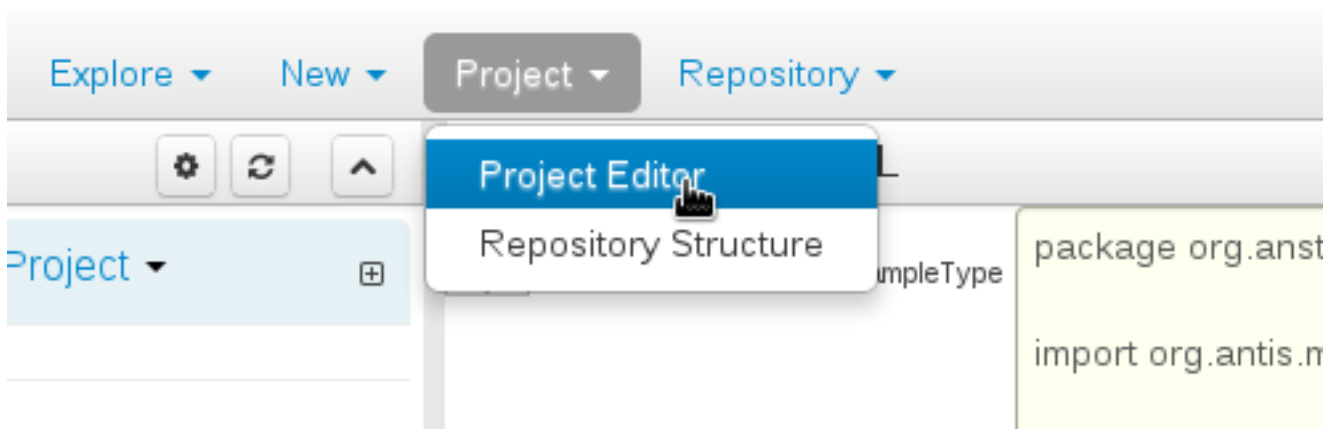 Explore New Project Repository
Project Editor
L
Repository Structure
Project
package org.anst
import org.antis.